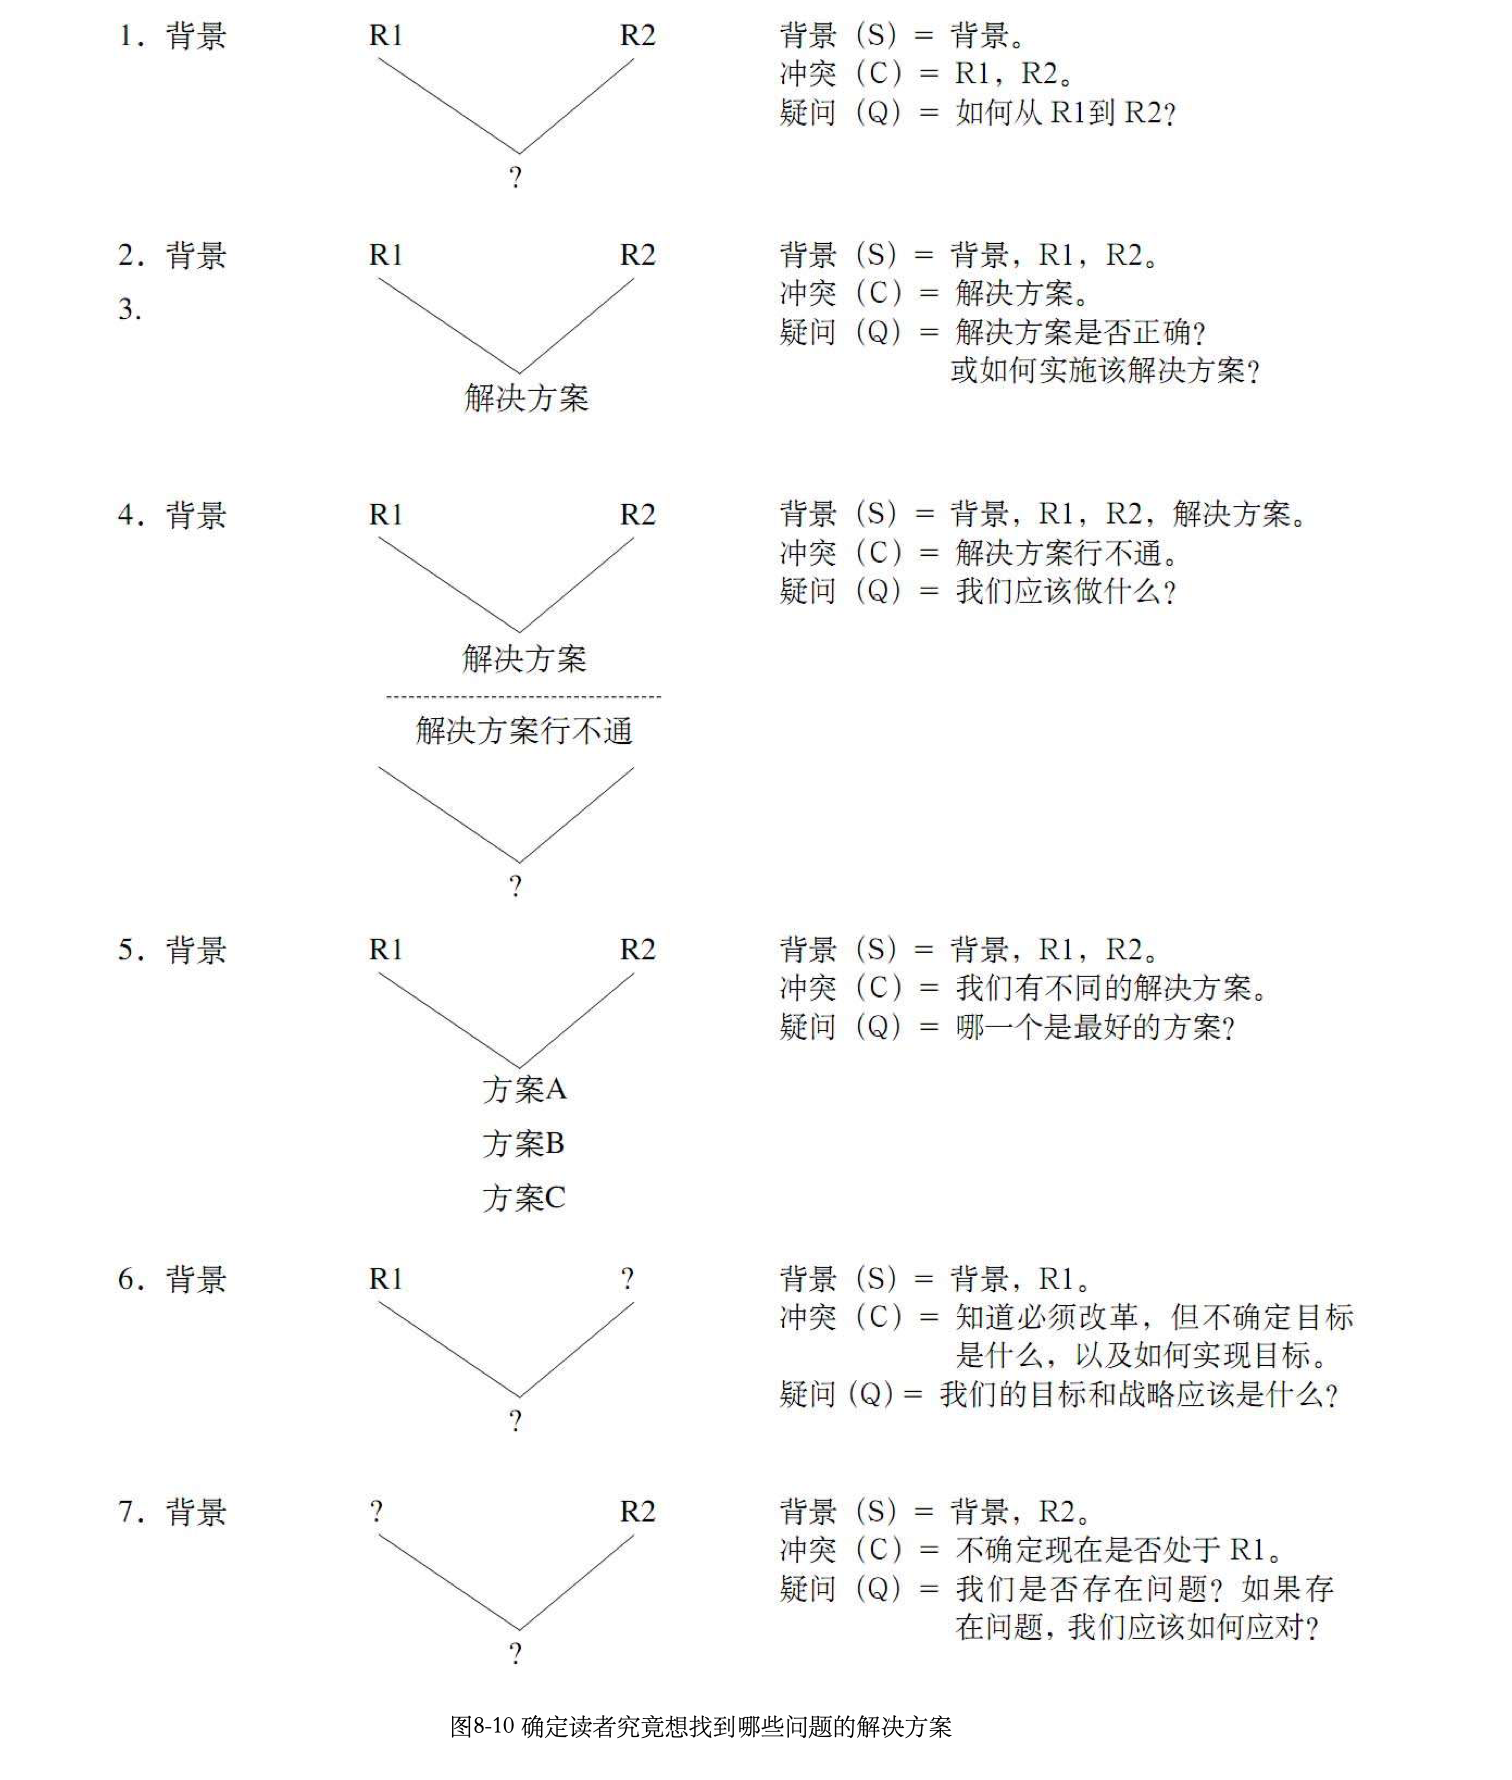 1. 背景 R1 R2 背景（S）＝ 背景。
冲突（C）＝ R1，R2。
疑问（Q）＝ 如何从 R1到 R2？
？
2. 背景 R1 R2 背景（S）＝ 背景，R1，R2。
3. 冲突（C）＝ 解决方案。
疑问（Q）＝ 解决方案是否正确？
或如何实施该解决方案？
解决方案
4. 背景 R1 R2 背景（S）＝ 背景，R1，R2，解决方案。
冲突（C）＝ 解决方案行不通。
疑问（Q）＝ 我们应该做什么？
解决方案
解决方案行不通
？
5. 背景 R1 R2 背景（S）＝ 背景，R1，R2。
冲突（C）＝ 我们有不同的解决方案。
疑问（Q）＝ 哪一个是最好的方案？
方案A
方案B
方案C
6. 背景 R1 ？ 背景（S）＝ 背景，R1。
冲突（C）＝ 知道必须改革，但不确定目标
是什么，以及如何实现目标。
疑问（Q）＝ 我们的目标和战略应该是什么？
？
7. 背景 ？ R2 背景（S）＝ 背景，R2。
冲突（C）＝ 不确定现在是否处于 R1。
疑问（Q）＝ 我们是否存在问题？如果存
在问题，我们应该如何应对？
？
图8-10 确定读者究竟想找到哪些问题的解决方案